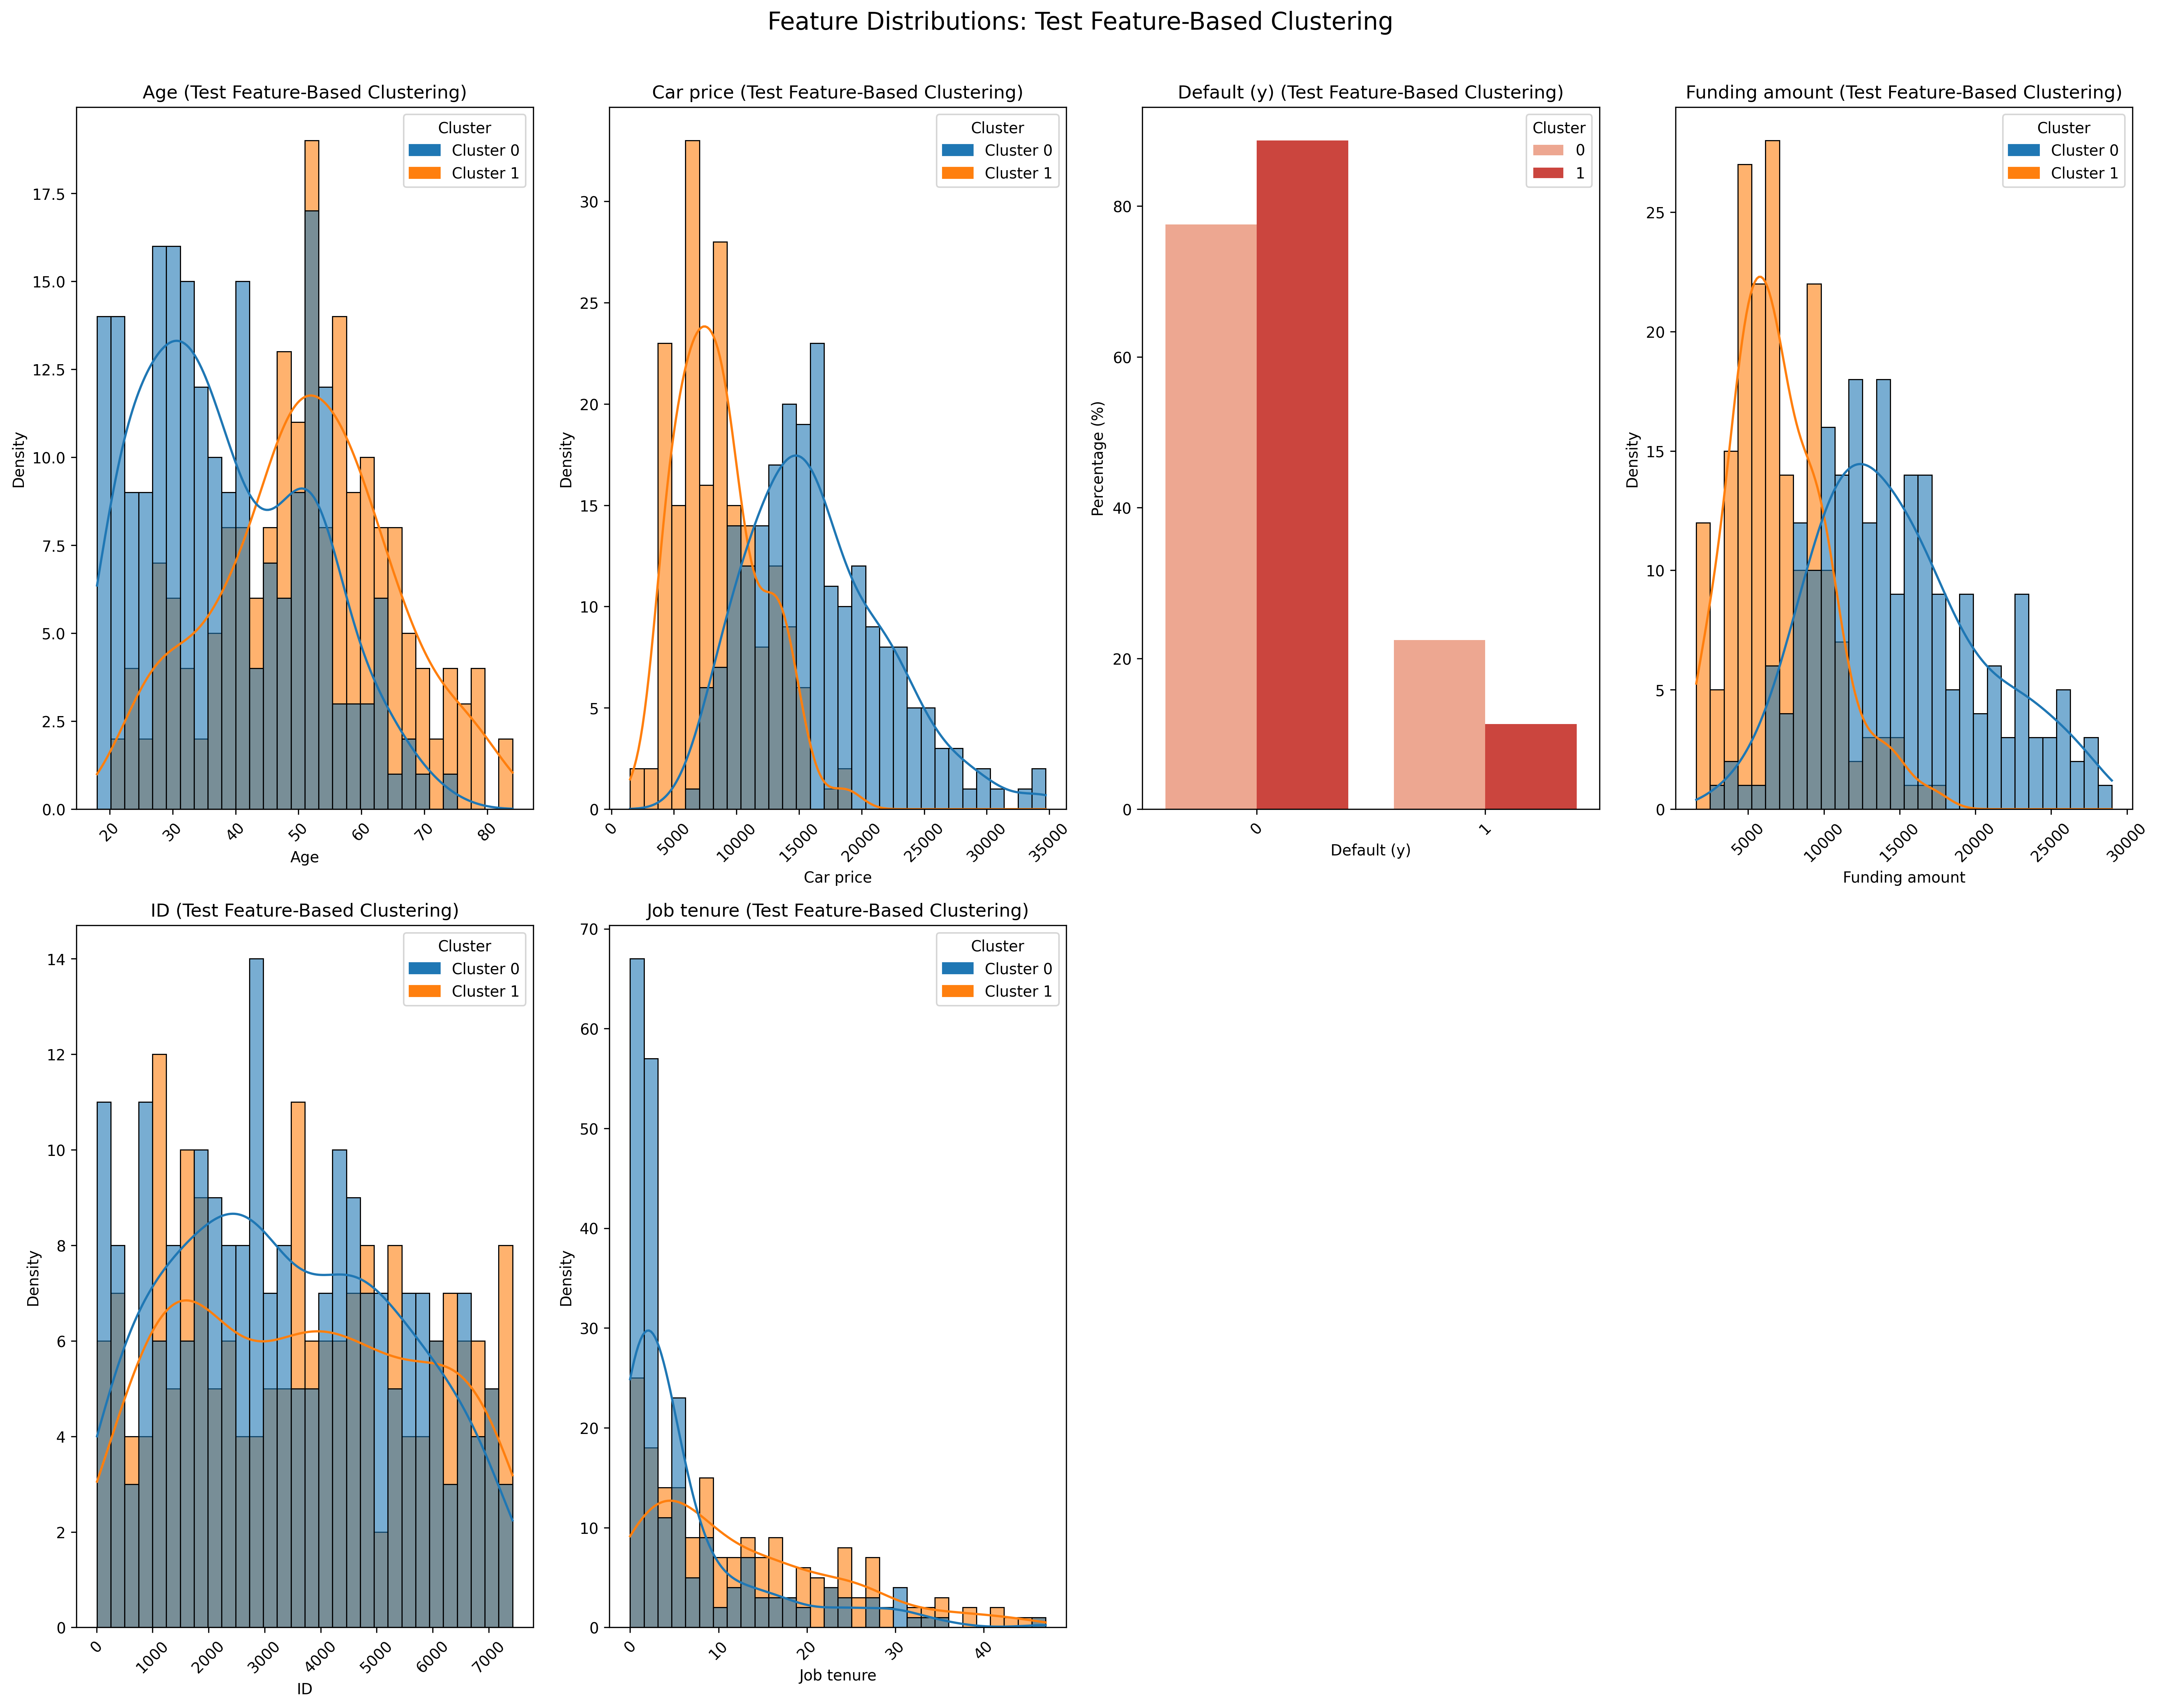 Feature Distributions: Test Feature-Based Clustering
Age (Test Feature-Based Clustering)
Density
17.5
15.0
12.5
10.0
7.5
5.0
2.5
0.0
Cluster
Cluster 0
Cluster 1
20 30 40 50 60 70 80
Age
Car price (Test Feature-Based Clustering)
Density
30
25
20
15
10
5
0
Cluster
Cluster 0
Cluster 1
0 5000 10000 15000 20000 25000 30000 35000
Car price
Default (y) (Test Feature-Based Clustering)
Percentage (%)
80
60
40
20
0
Cluster
0
1
0 1
Default (y)
Funding amount (Test Feature-Based Clustering)
Density
25
20
15
10
5
0
Cluster
Cluster 0
Cluster 1
5000 10000 15000 20000 25000 30000
Funding amount
ID (Test Feature-Based Clustering)
Density
14
12
10
8
6
4
2
0
Cluster
Cluster 0
Cluster 1
0 1000 2000 3000 4000 5000 6000 7000
ID
Job tenure (Test Feature-Based Clustering)
Density
70
60
50
40
30
20
10
0
Cluster
Cluster 0
Cluster 1
0 10 20 30 40
Job tenure